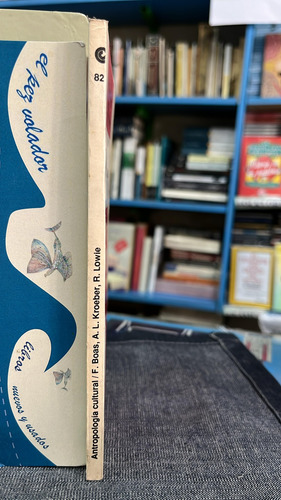 el pez volador
libros
nuevos y usados
82
Antropología cultural / F. Boas, A. L. Kroeber, R. Lowie